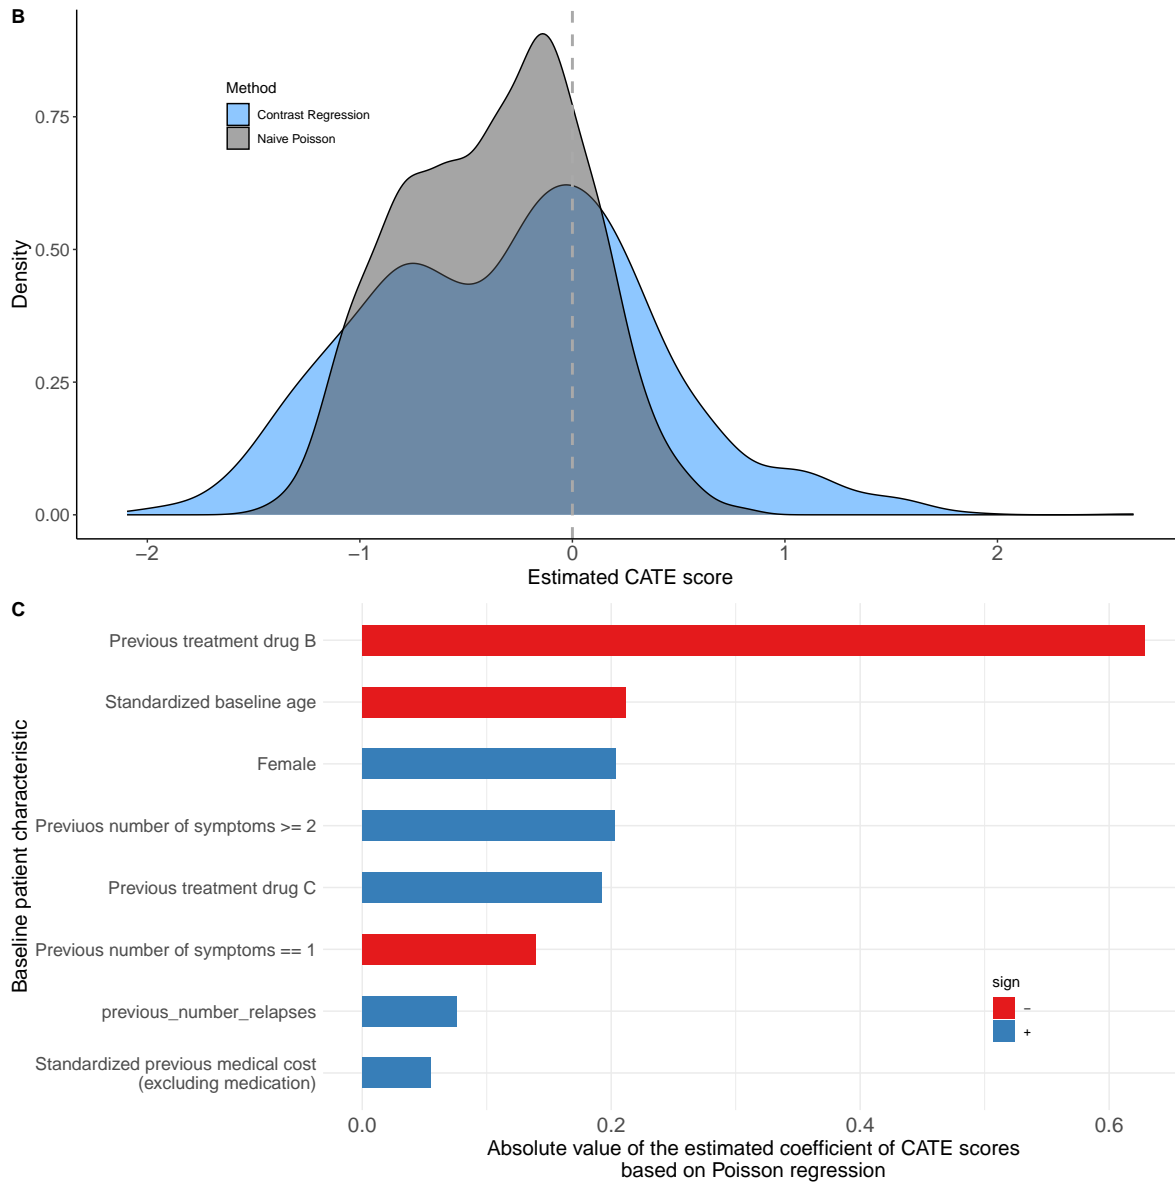 B
Method
Contrast Regression
Naive Poisson
Density
0.75
0.50
0.25
0.00
−2
−1
0
1
2
Estimated CATE score
C
Baseline patient characteristic
Previous treatment drug B
Standardized baseline age
Female
Previuos number of symptoms >= 2
Previous treatment drug C
Previous number of symptoms == 1
previous_number_relapses
Standardized previous medical cost
(excluding medication)
sign
−
+
0.0
0.2
0.4
0.6
Absolute value of the estimated coefficient of CATE scores
based on Poisson regression